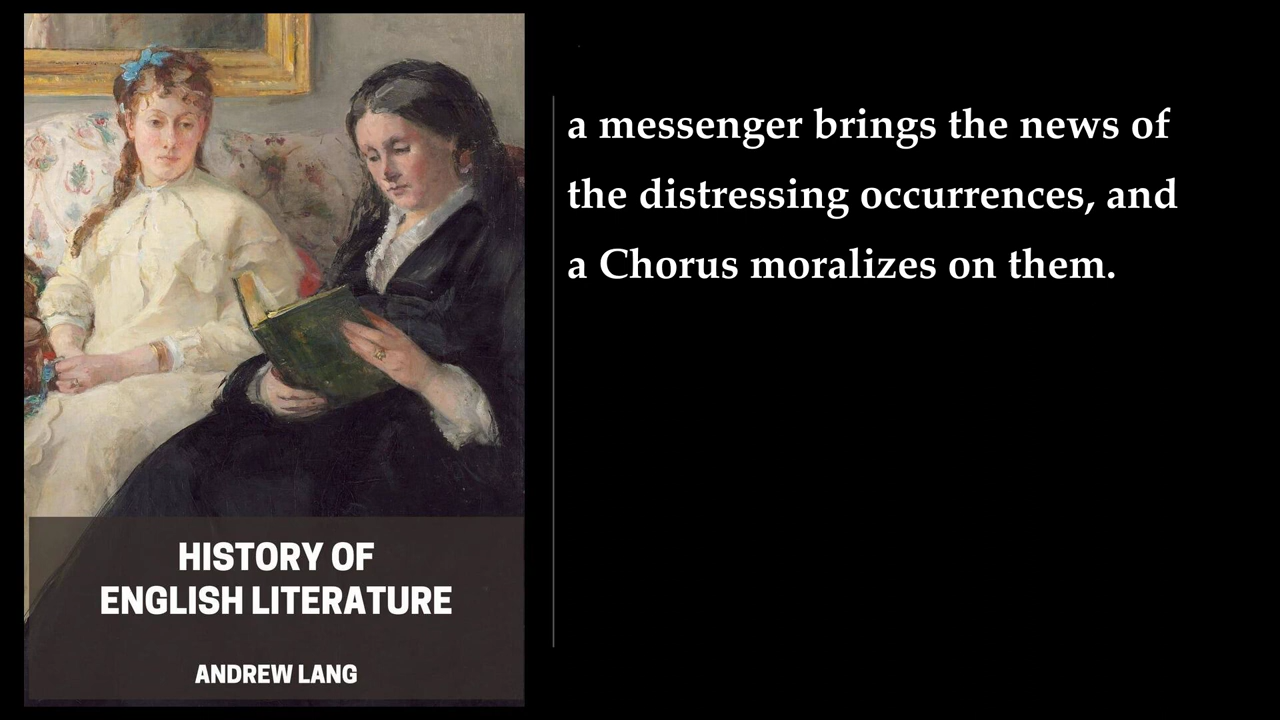 a messenger brings the news of
the distressing occurrences, and
a Chorus moralizes on them.
HISTORY OF
ENGLISH LITERATURE
ANDREW LANG